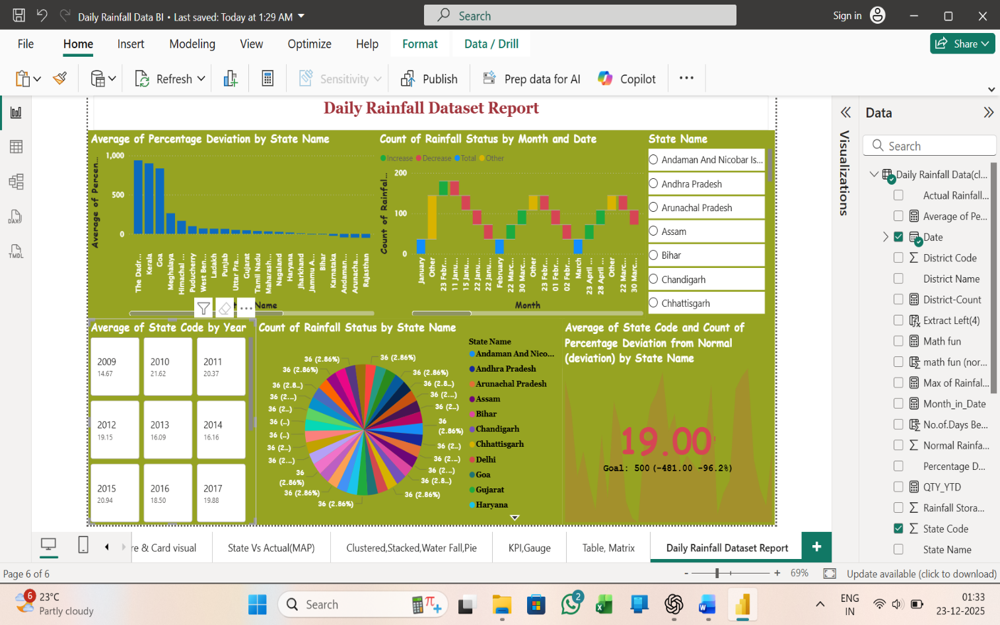 Daily Rainfall Data BI • Last saved: Today at 1:29 AM
Search
Sign in
File
Home
Insert
Modeling
View
Optimize
Help
Format
Data / Drill
Share
Refresh
Sensitivity
Publish
Prep data for AI
Copilot
DAX
TMDL
Daily Rainfall Dataset Report
Average of Percentage Deviation by State Name
Average of Percen...
1,000
500
0
The Dadr...
Kerala
Goa
Meghalaya
Himachal ...
Puducherry
West Ben...
Ladakh
Punjab
Uttar Pra...
Gujarat
Tamil Nadu
Maharash...
Nagaland
Haryana
Jharkhand
Jammu A...
Bihar
Karnataka
Andaman...
Arunacha...
Rajasthan
Name
Count of Rainfall Status by Month and Date
Increase
Decrease
Total
Other
Count of Rainfal...
200
100
0
January
Other
23 Febr...
11 Janu...
15 Janu...
22 Janu...
22 Janu...
February
22 Marc...
30 Marc...
Other
23 Febr...
01 Febr...
02 Febr...
March
23 April ...
28 April ...
Other
22 Marc...
30 Marc...
Month
State Name
Andaman And Nicobar Is...
Andhra Pradesh
Arunachal Pradesh
Assam
Bihar
Chandigarh
Chhattisgarh
Average of State Code by Year
2009
14.67
2010
21.62
2011
20.37
2012
19.15
2013
16.09
2014
16.16
2015
20.94
2016
18.50
2017
19.88
Count of Rainfall Status by State Name
36 (2.86%)
36 (2.86%)
36 (2.8...)
36 (2....)
36 (2...)
36 (...)
36 (...)
36 (2...)
36 (2....)
36
(2.86%)
36 (2.86%)
36 (2.86%)
36 (2.86%)
36 (2.86%)
36 (2.8...)
36 (2....)
36 (2...)
36
(2.86%)
36 (2...)
36 (2....)
36 (2....)
36 (2.8...)
36 (2.86%)
State Name
Andaman And Nico...
Andhra Pradesh
Arunachal Pradesh
Assam
Bihar
Chandigarh
Chhattisgarh
Delhi
Goa
Gujarat
Haryana
Average of State Code and Count of
Percentage Deviation from Normal
(deviation) by State Name
19.00!
Goal: 500 (-481.00 -96.2%)
Visualizations
Data
Search
Daily Rainfall Data(cl...
Actual Rainfall...
Average of Pe...
Date
District Code
District Name
District-Count
Extract Left(4)
Math fun
math fun (nor...
Max of Rainfal...
Month_in_Date
No.of.Days Be...
Normal Rainfa...
Percentage D...
QTY_YTD
Rainfall Stora...
State Code
State Name
re & Card visual
State Vs Actual(MAP)
Clustered,Stacked,Water Fall,Pie
KPI,Gauge
Table, Matrix
Daily Rainfall Dataset Report
Page 6 of 6
69%
Update available (click to download)
6
23°C
Partly cloudy
Search
2
ENG
IN
01:33
23-12-2025